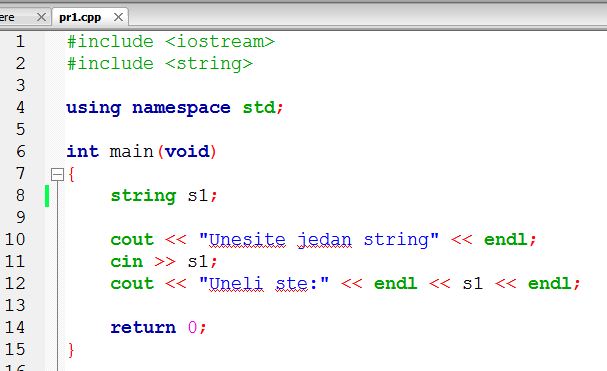 ere pr1.cpp
1 #include <iostream>
2 #include <string>
3
4 using namespace std;
5
6 int main(void)
7 {
8 string s1;
9
10 cout << "Unesite jedan string" << endl;
11 cin >> s1;
12 cout << "Uneli ste:" << endl << s1 << endl;
13
14 return 0;
15 }